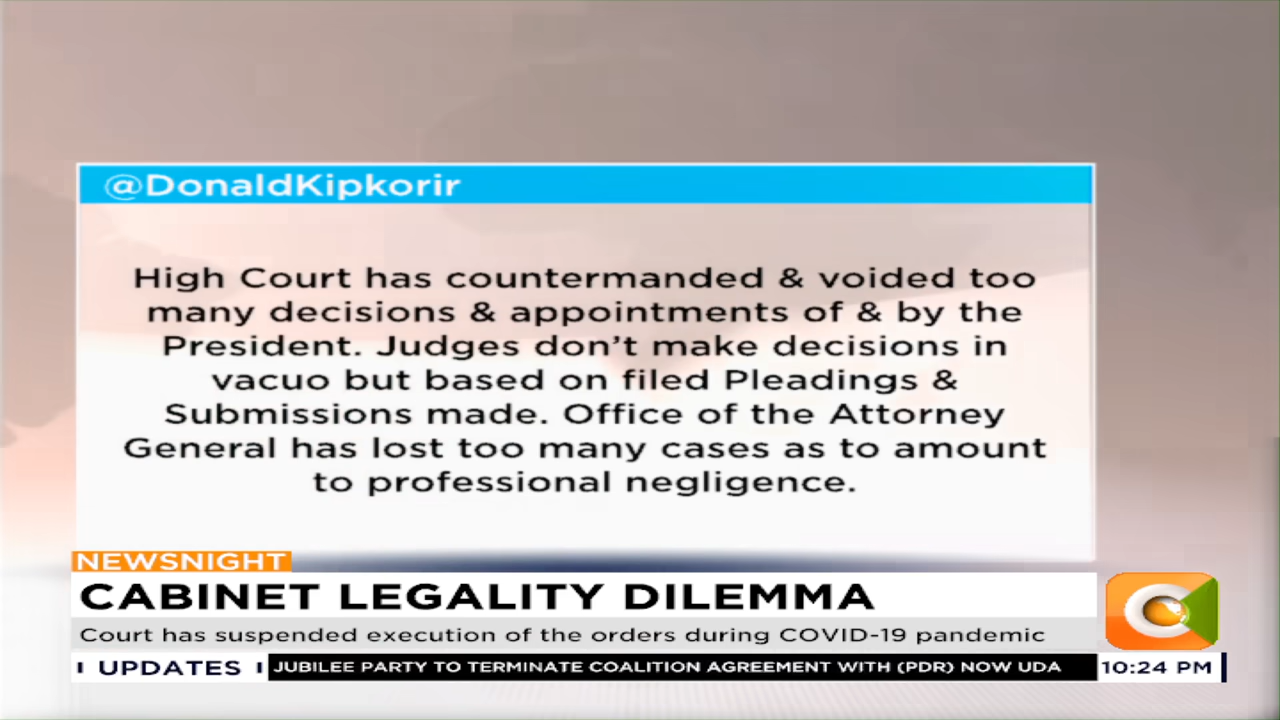 @DonaldKipkorir
High Court has countermanded & voided too
many decisions & appointments of & by the
President. Judges don't make decisions in
vacuo but based on filed Pleadings &
Submissions made. Office of the Attorney
General has lost too many cases as to amount
to professional negligence.
NEWSNIGHT
CABINET LEGALITY DILEMMA
Court has suspended execution of the orders during COVID-19 pandemic
UPDATES
JUBILEE PARTY TO TERMINATE COALITION AGREEMENT WITH (PDR) NOW UDA
10:24 PM